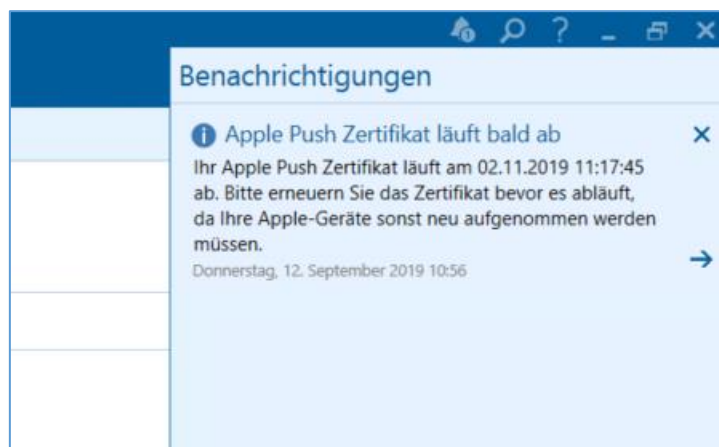 Benachrichtigungen
Apple Push Zertifikat läuft bald ab
Ihr Apple Push Zertifikat läuft am 02.11.2019 11:17:45
ab. Bitte erneuern Sie das Zertifikat bevor es abläuft,
da Ihre Apple-Geräte sonst neu aufgenommen werden
müssen.
Donnerstag, 12. September 2019 10:56